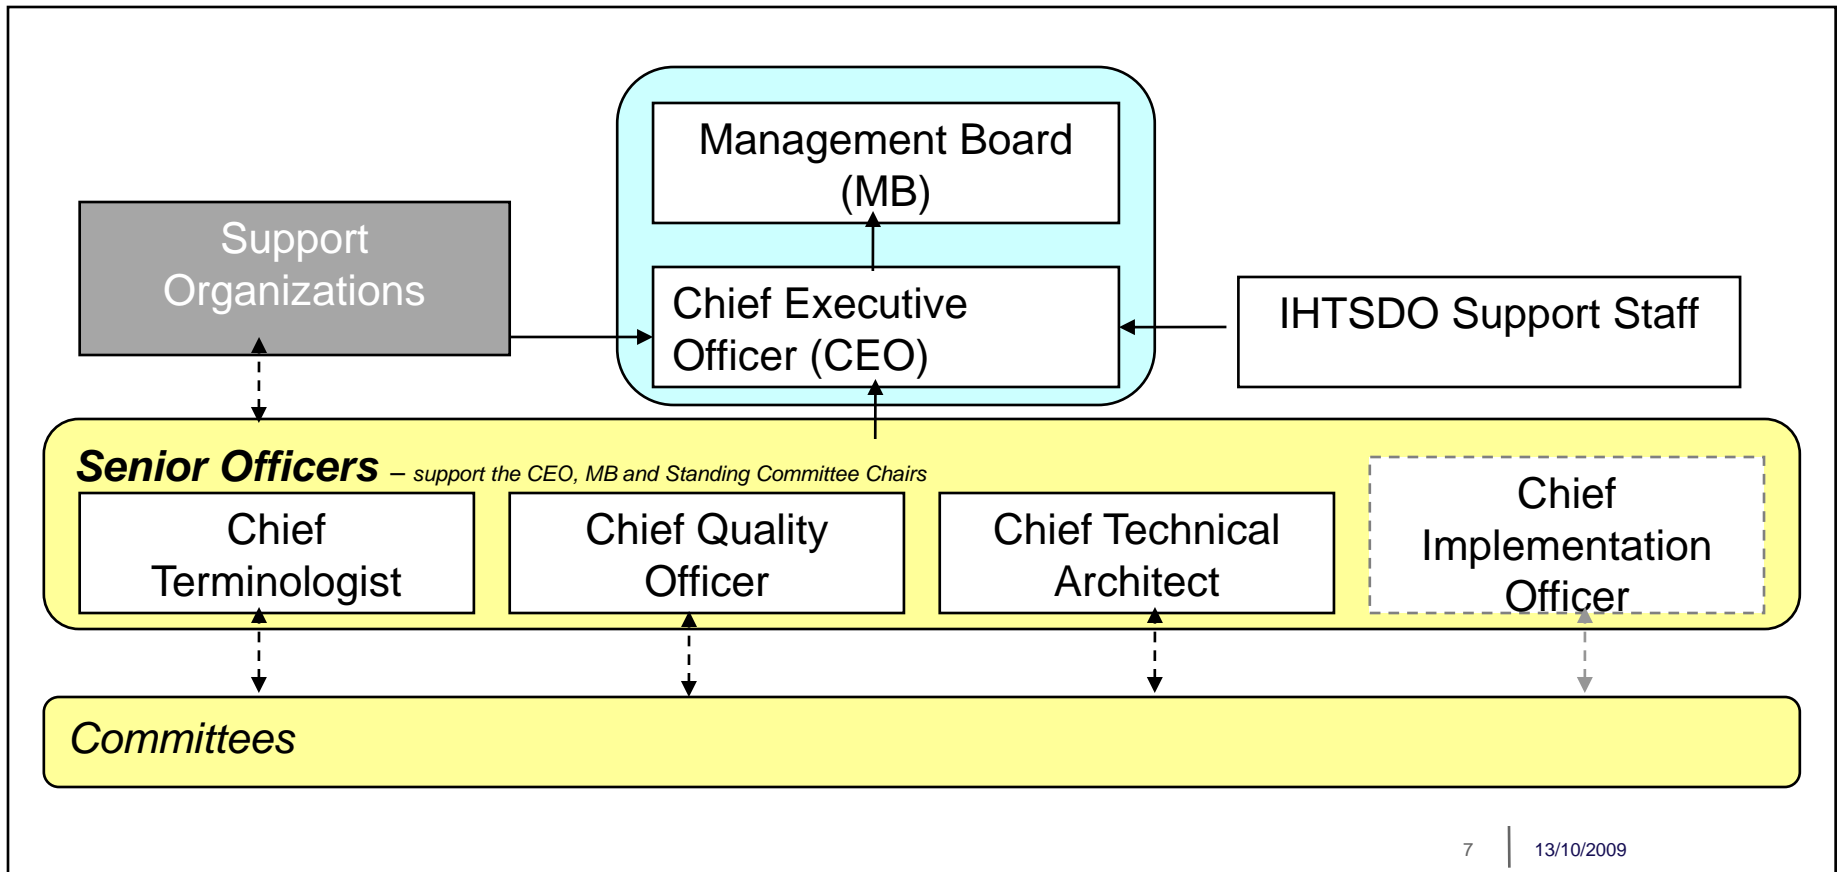 Management Board
(MB)
Support
Organizations
Chief Executive
Officer (CEO)
IHTSDO Support Staff
Senior Officers – support the CEO, MB and Standing Committee Chairs
Chief
Terminologist
Chief Quality
Officer
Chief Technical
Architect
Chief
Implementation
Officer
Committees
7
13/10/2009